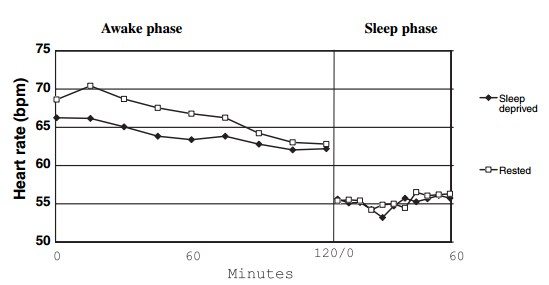 Awake phase
Sleep phase
Heart rate (bpm)
75
70
65
60
55
50
0
60
120/0
60
Minutes
Sleep
deprived
Rested